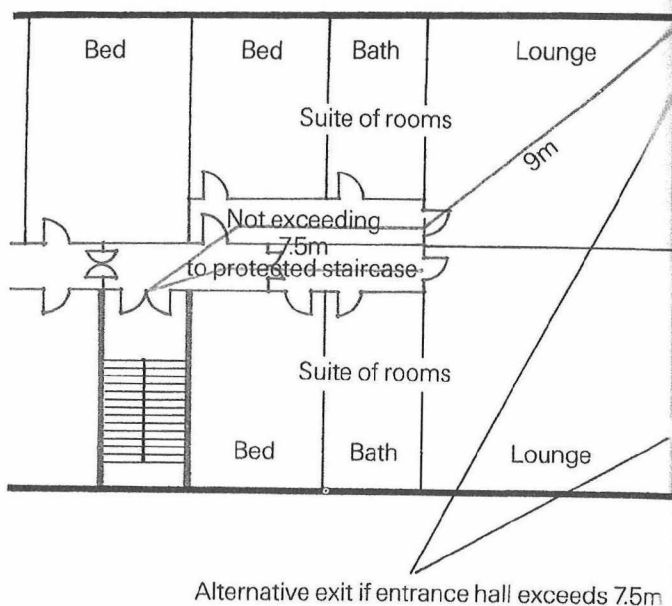 Bed
Bed
Bath
Lounge
Suite of rooms
9m
Not exceeding
7.5m
to protected staircase
Suite of rooms
Bed
Bath
Lounge
Alternative exit if entrance hall exceeds 7.5m